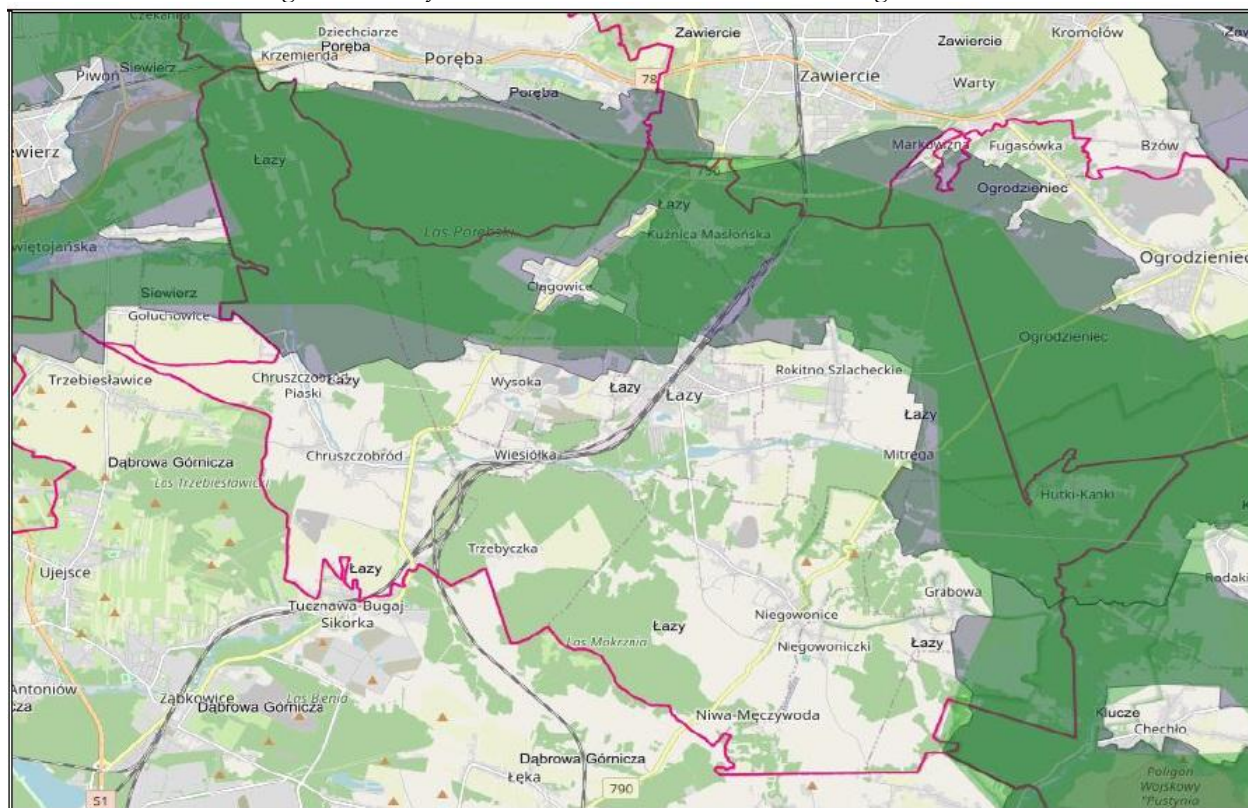 Czekanka
Dziechciarze
Krzemienda
Poręba
Zawiercie
78
Zawiercie
Zawiercie
Kromołów
Warty
Piwoń
Siewierz
Poręba
ewierz
Łazy
796
Markowizna
Fugasówka
Bzów
Ogrodzieniec
Łazy
Las Porębski
Kuźnica Masłońska
więtojańska
Ciągowice
Ogrodzieniec
Siewierz
Gołuchowice
Ogrodzieniec
Trzebiesławice
Chruszczobród
Piaski
Łazy
Wysoka
Łazy
Łazy
Rokitno Szlacheckie
Łazy
Dąbrowa Górnicza
Las Trzebiesławicki
Chruszczobród
Wiesiółka
Mitręga
Hutki-Kanki
Ujejsce
Łazy
Trzebyczka
Rodaki
Tucznawa-Bugaj
Sikorka
Grabowa
Niegowonice
Łazy
Las Mokrznia
Niegowoniczki
Łazy
Antoniów
cza
Ząbkowice
Las Benia
Dąbrowa Górnicza
Niwa-Męczywoda
Klucze
Chechło
Dąbrowa Górnicza
Łęka
790
S1
Poligon
Wojskowy
"Pustynia